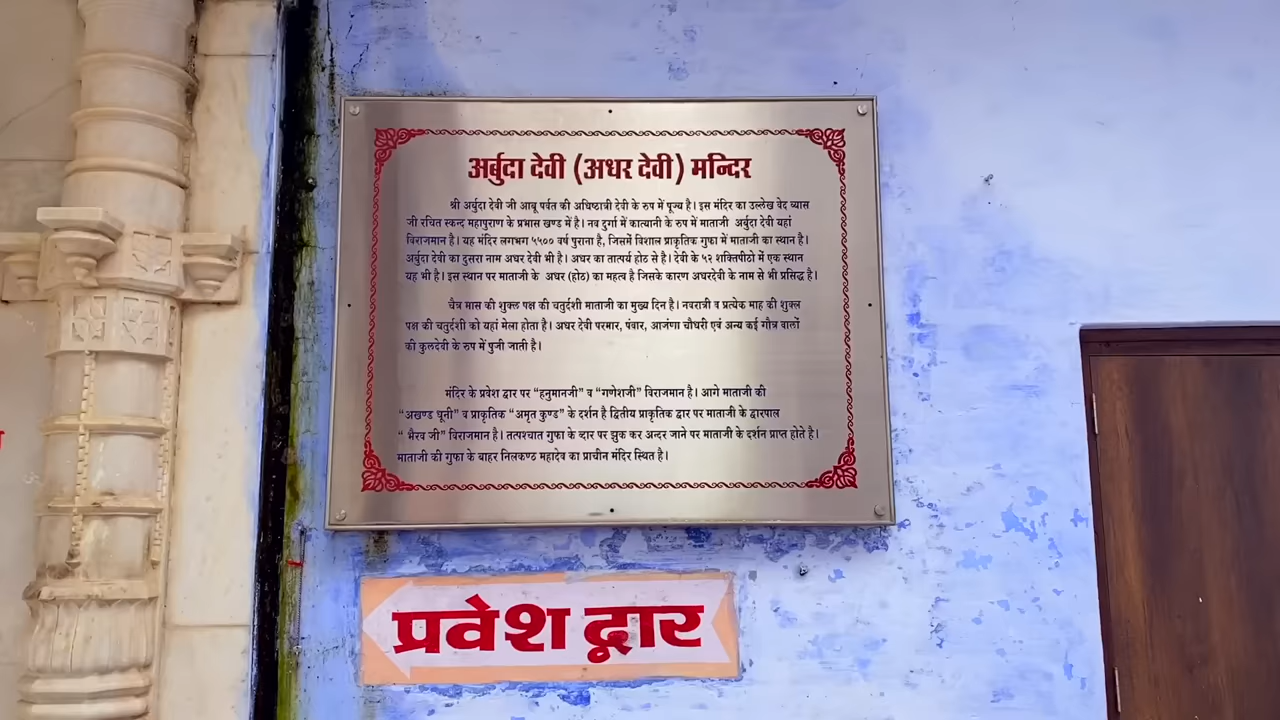 अर्बुदा देवी (अधर देवी) मन्दिर
श्री अर्बुदा देवी जी आबू पर्वत की अधिष्ठात्री देवी के रुप में पूज्य है। इस मंदिर का उल्लेख वेद व्यास
जी रचित स्कन्द महापुराण के प्रभास खण्ड में है। नव दुर्गा में कात्यानी के रुप में माताजी अर्बुदा देवी यहां
विराजमान है। यह मंदिर लगभग ५५०० वर्ष पुराना है, जिसमें विशाल प्राकृतिक गुफा में माताजी का स्थान है।
अर्बुदा देवी का दुसरा नाम अधर देवी भी है। अधर का तात्पर्य होठ से है। देवी के ५२ शक्तिपीठो में एक स्थान
यह भी है। इस स्थान पर माताजी के अधर (होठ) का महत्व है जिसके कारण अधरदेवी के नाम से भी प्रसिद्ध है।
चैत्र मास की शुक्ल पक्ष की चतुर्दशी माताजी का मुख्य दिन है। नवरात्री व प्रत्येक माह की शुक्ल
पक्ष की चतुर्दशी को यहां मेला होता है। अधर देवी परमार, पंवार, आजंणा चौधरी एवं अन्य कई गौत्र वालों
की कुलदेवी के रुप में पुजी जाती है।
मंदिर के प्रवेश द्वार पर “हनुमानजी” व “गणेशजी” विराजमान है। आगे माताजी की
“अखण्ड धूनी” व प्राकृतिक “अमृत कुण्ड” के दर्शन है द्वितीय प्राकृतिक द्वार पर माताजी के द्वारपाल
“ भैरव जी” विराजमान है। तत्पश्चात गुफा के व्दार पर झुक कर अन्दर जाने पर माताजी के दर्शन प्राप्त होते है।
माताजी की गुफा के बाहर निलकण्ठ महादेव का प्राचीन मंदिर स्थित है।
प्रवेश द्वार